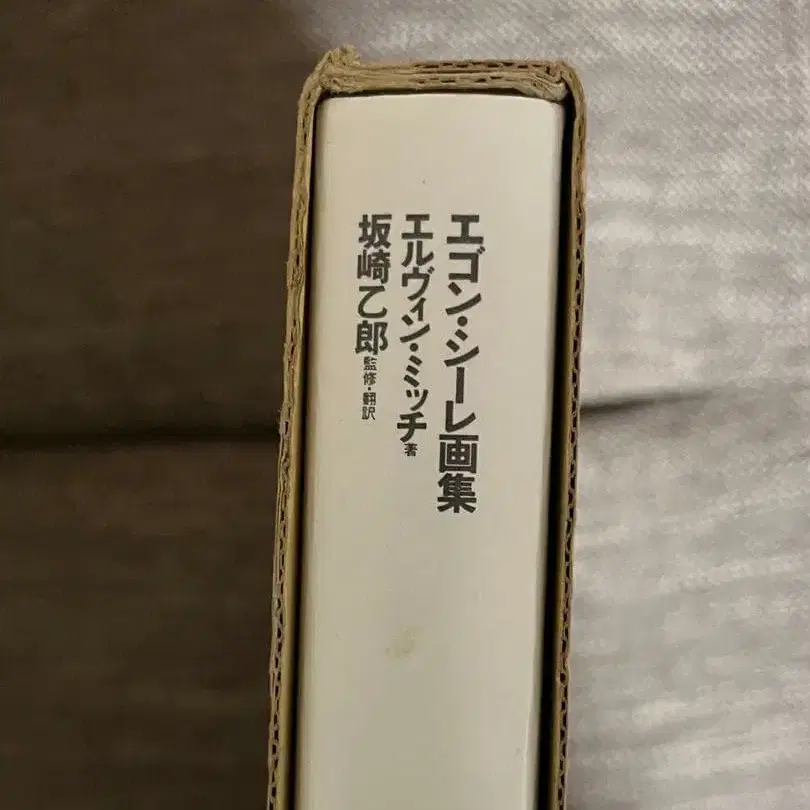 エゴン・シーレ画集
エルヴィン・ミッチ著
坂崎乙郎監修・翻訳